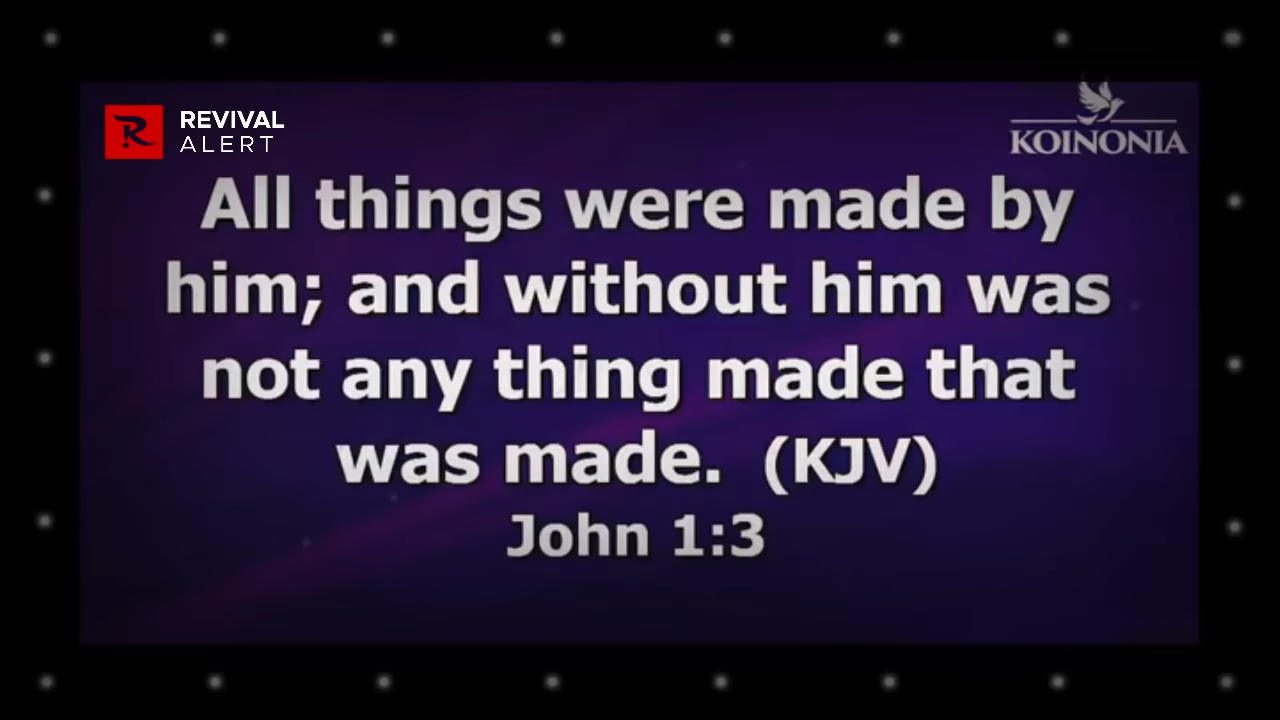 REVIVAL
ALERT
KOINONIA
All things were made by
him; and without him was
not any thing made that
was made. (KJV)
John 1:3